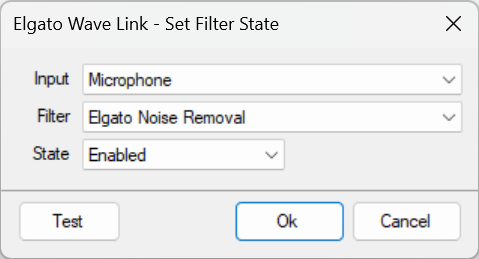 Elgato Wave Link - Set Filter State
Input Microphone
Filter Elgato Noise Removal
State Enabled
Test Ok Cancel